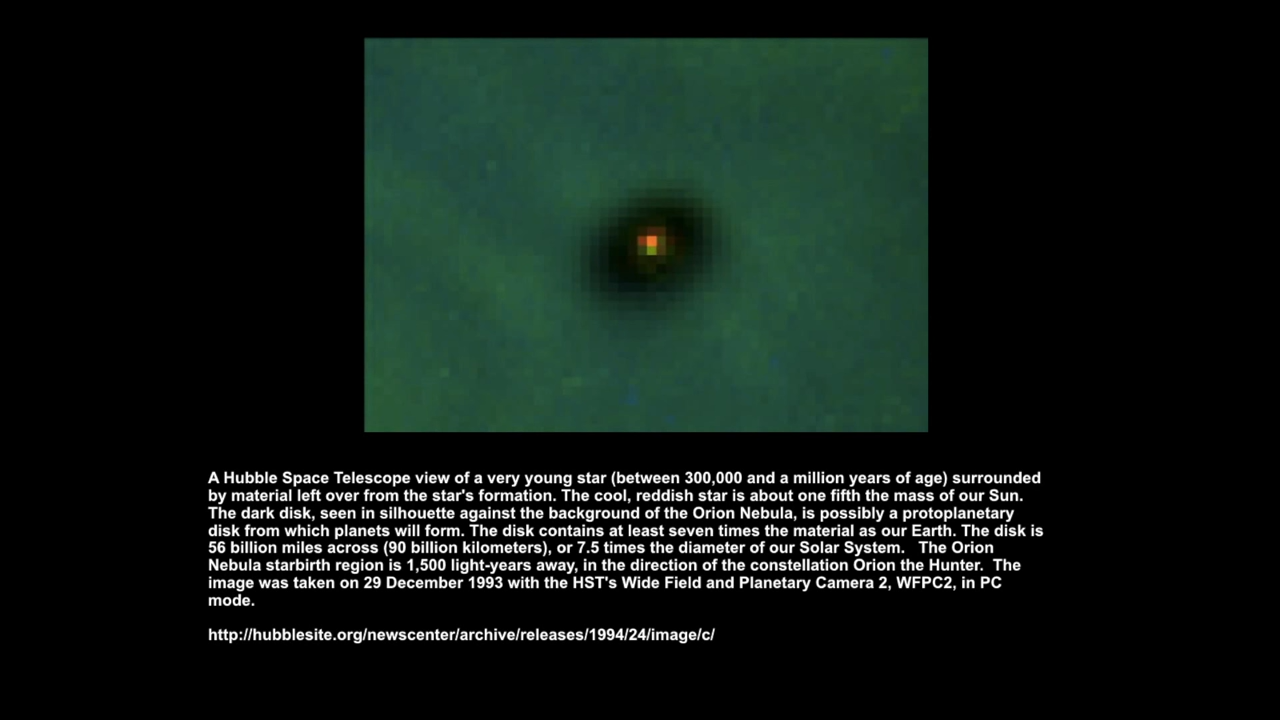 A Hubble Space Telescope view of a very young star (between 300,000 and a million years of age) surrounded
by material left over from the star's formation. The cool, reddish star is about one fifth the mass of our Sun.
The dark disk, seen in silhouette against the background of the Orion Nebula, is possibly a protoplanetary
disk from which planets will form. The disk contains at least seven times the material as our Earth. The disk is
56 billion miles across (90 billion kilometers), or 7.5 times the diameter of our Solar System.   The Orion
Nebula starbirth region is 1,500 light-years away, in the direction of the constellation Orion the Hunter.  The
image was taken on 29 December 1993 with the HST's Wide Field and Planetary Camera 2, WFPC2, in PC
mode.
http://hubblesite.org/newscenter/archive/releases/1994/24/image/c/